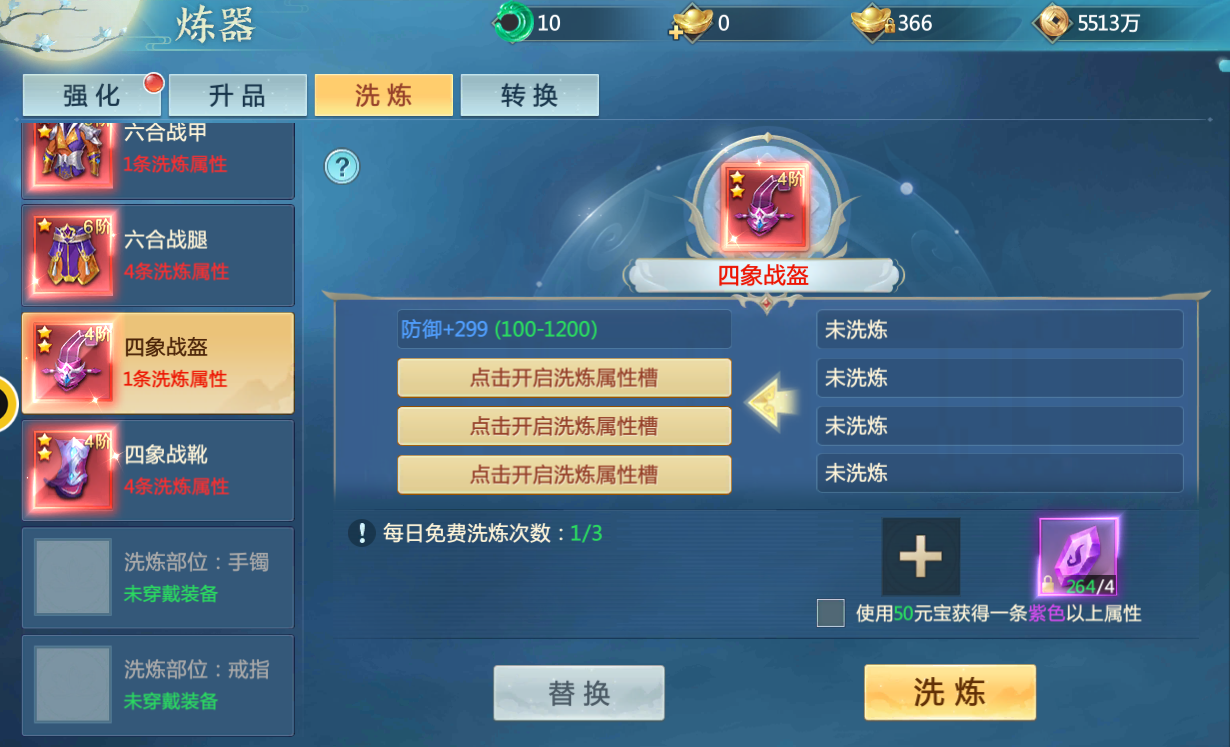 炼器
10
0
366
5513万
强化
升品
洗炼
转换
六合战甲
1条洗炼属性
6阶
六合战腿
4条洗炼属性
4阶
四象战盔
1条洗炼属性
4阶
四象战靴
4条洗炼属性
洗炼部位：手镯
未穿戴装备
洗炼部位：戒指
未穿戴装备
?
4阶
四象战盔
防御+299 (100-1200)
未洗炼
点击开启洗炼属性槽
未洗炼
点击开启洗炼属性槽
未洗炼
点击开启洗炼属性槽
未洗炼
! 每日免费洗炼次数：1/3
264/4
使用50元宝获得一条紫色以上属性
替换
洗炼